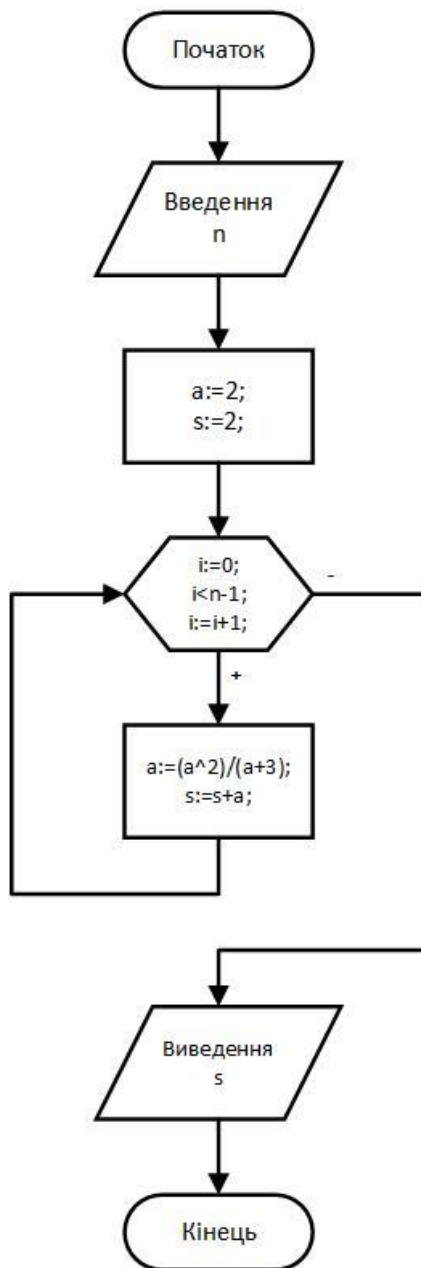 Початок
Введення
n
a:=2;
s:=2;
i:=0;
i<n-1;
i:=i+1;
-
+
a:=(a^2)/(a+3);
s:=s+a;
Виведення
s
Кінець